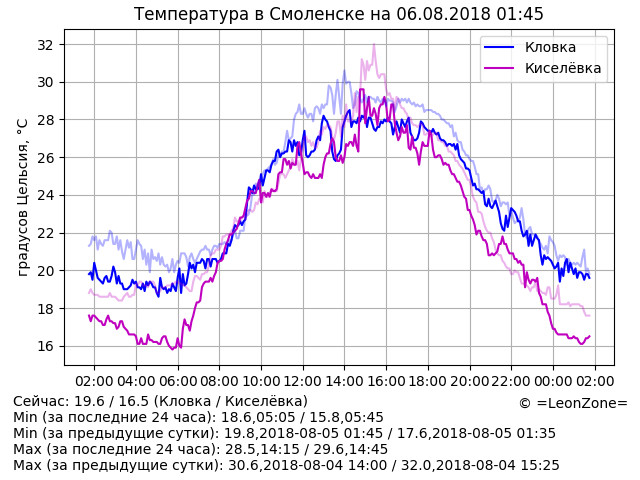 Температура в Смоленске на 06.08.2018 01:45
градусов Цельсия, °C
32
30
28
26
24
22
20
18
16
Кловка
Киселёвка
02:00 04:00 06:00 08:00 10:00 12:00 14:00 16:00 18:00 20:00 22:00 00:00 02:00
Сейчас: 19.6 / 16.5 (Кловка / Киселёвка)
© =LeonZone=
Min (за последние 24 часа): 18.6,05:05 / 15.8,05:45
Min (за предыдущие сутки): 19.8,2018-08-05 01:45 / 17.6,2018-08-05 01:35
Max (за последние 24 часа): 28.5,14:15 / 29.6,14:45
Max (за предыдущие сутки): 30.6,2018-08-04 14:00 / 32.0,2018-08-04 15:25